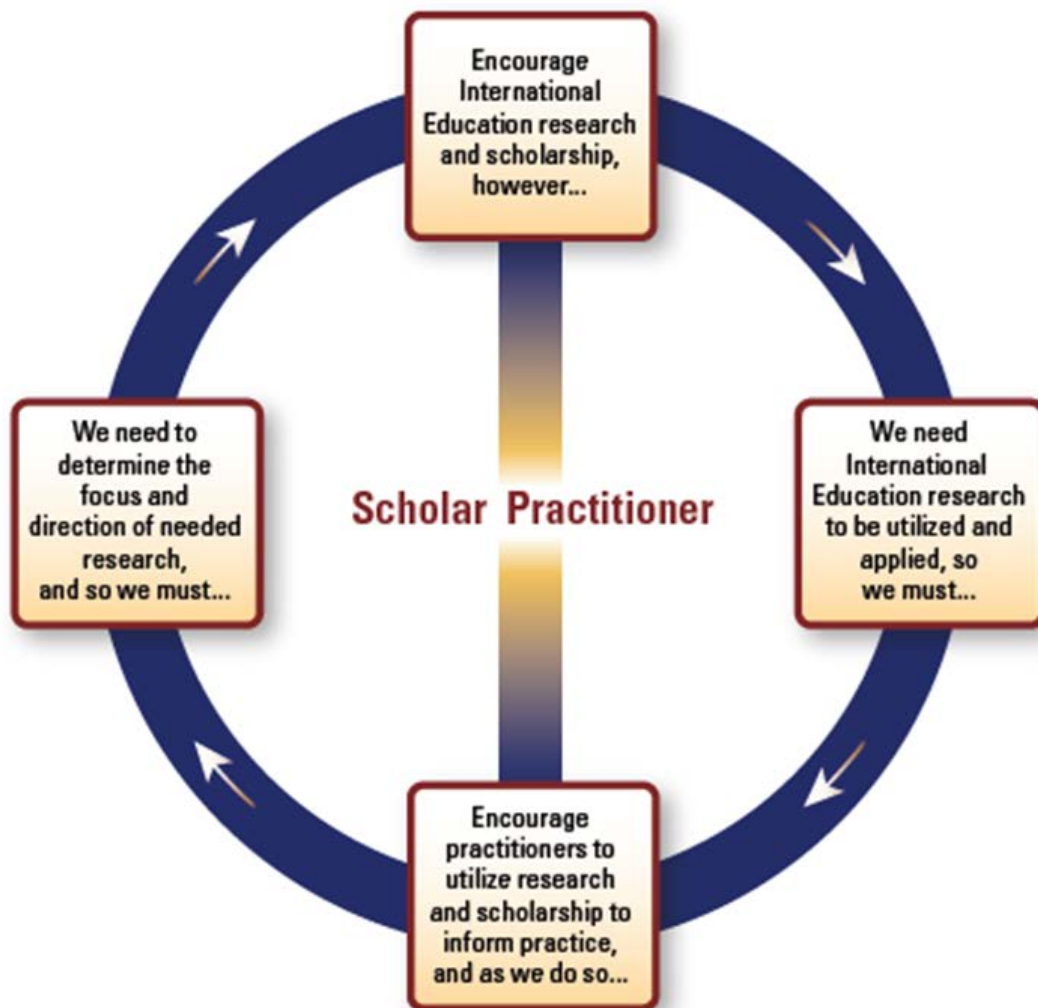 Encourage
International
Education research
and scholarship,
however...
We need to
determine the
focus and
direction of needed
research,
and so we must...
Scholar Practitioner
We need
International
Education research
to be utilized and
applied, so
we must...
Encourage
practitioners to
utilize research
and scholarship to
inform practice,
and as we do so...